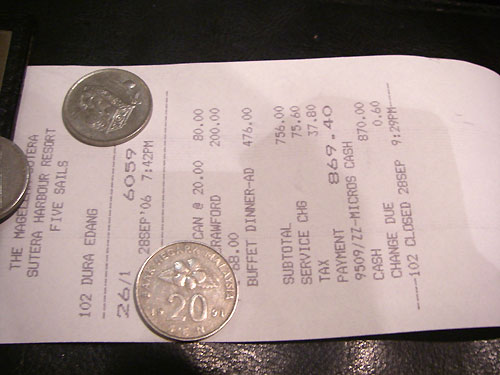 THE MAGELLAN SUTERA
SUTERA HARBOUR RESORT
FIVE SAILS
102 DURA EDANG
26/1 6059
28SEP'06 7:42PM
CAN @ 20.00 80.00
RAWFORD 200.00
8.00
BUFFET DINNER-AD 476.00
SUBTOTAL 756.00
SERVICE CHG 75.60
TAX 37.80
PAYMENT 869.40
9509/ZZ-MICROS CASH
CASH 870.00
CHANGE DUE 0.60
102 CLOSED 28SEP 9:29PM
BANK NEGARA MALAYSIA
20
SEN